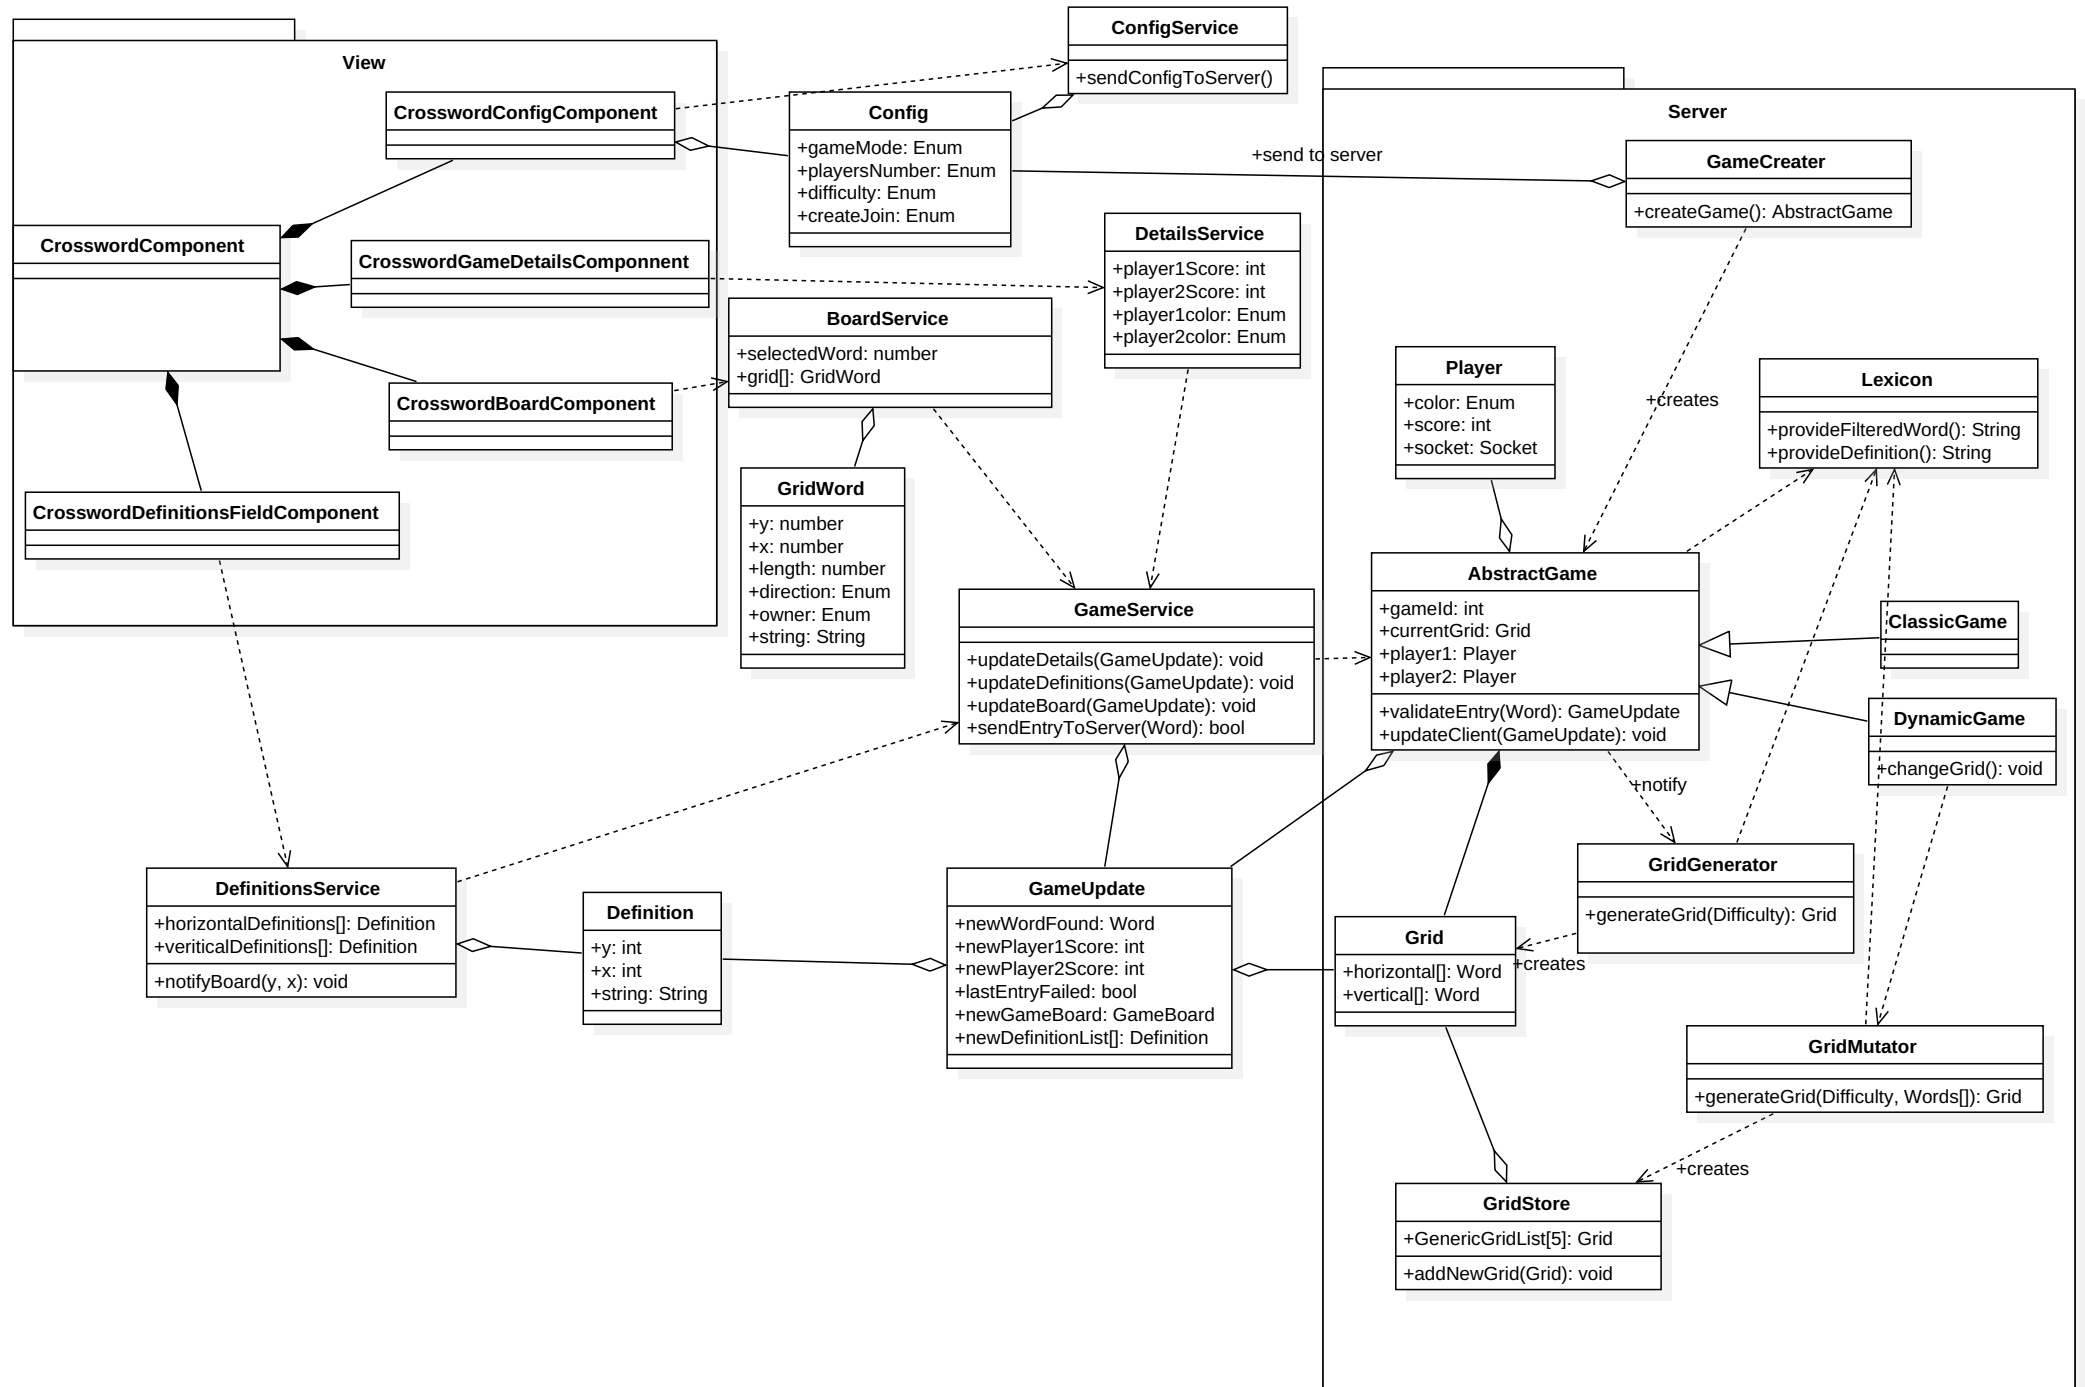 View
CrosswordConfigComponent
CrosswordComponent
CrosswordGameDetailsComponnent
CrosswordBoardComponent
CrosswordDefinitionsFieldComponent
ConfigService
+sendConfigToServer()
Config
+gameMode: Enum
+playersNumber: Enum
+difficulty: Enum
+createJoin: Enum
+send to server
DetailsService
+player1Score: int
+player2Score: int
+player1color: Enum
+player2color: Enum
BoardService
+selectedWord: number
+grid[]: GridWord
GridWord
+y: number
+x: number
+length: number
+direction: Enum
+owner: Enum
+string: String
GameService
+updateDetails(GameUpdate): void
+updateDefinitions(GameUpdate): void
+updateBoard(GameUpdate): void
+sendEntryToServer(Word): bool
DefinitionsService
+horizontalDefinitions[]: Definition
+veriticalDefinitions[]: Definition
+notifyBoard(y, x): void
Definition
+y: int
+x: int
+string: String
GameUpdate
+newWordFound: Word
+newPlayer1Score: int
+newPlayer2Score: int
+lastEntryFailed: bool
+newGameBoard: GameBoard
+newDefinitionList[]: Definition
Server
GameCreater
+createGame(): AbstractGame
+creates
Player
+color: Enum
+score: int
+socket: Socket
Lexicon
+provideFilteredWord(): String
+provideDefinition(): String
AbstractGame
+gameId: int
+currentGrid: Grid
+player1: Player
+player2: Player
+validateEntry(Word): GameUpdate
+updateClient(GameUpdate): void
ClassicGame
DynamicGame
+changeGrid(): void
+notify
GridGenerator
+generateGrid(Difficulty): Grid
+creates
Grid
+horizontal[]: Word
+vertical[]: Word
GridMutator
+generateGrid(Difficulty, Words[]): Grid
+creates
GridStore
+GenericGridList[5]: Grid
+addNewGrid(Grid): void